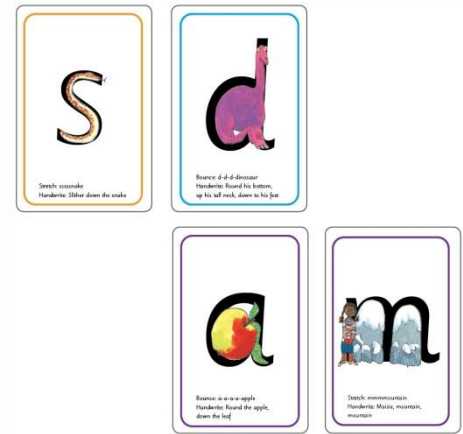 s
Stretch: sssssnake
Handwrite: Slither down the snake
d
Bounce: d-d-d-dinosaur
Handwrite: Round his bottom,
up his tall neck, down to his feet
a
Bounce: a-a-a-a-apple
Handwrite: Round the apple,
down the leaf
m
Stretch: mmmmountain
Handwrite: Maisie, mountain,
mountain